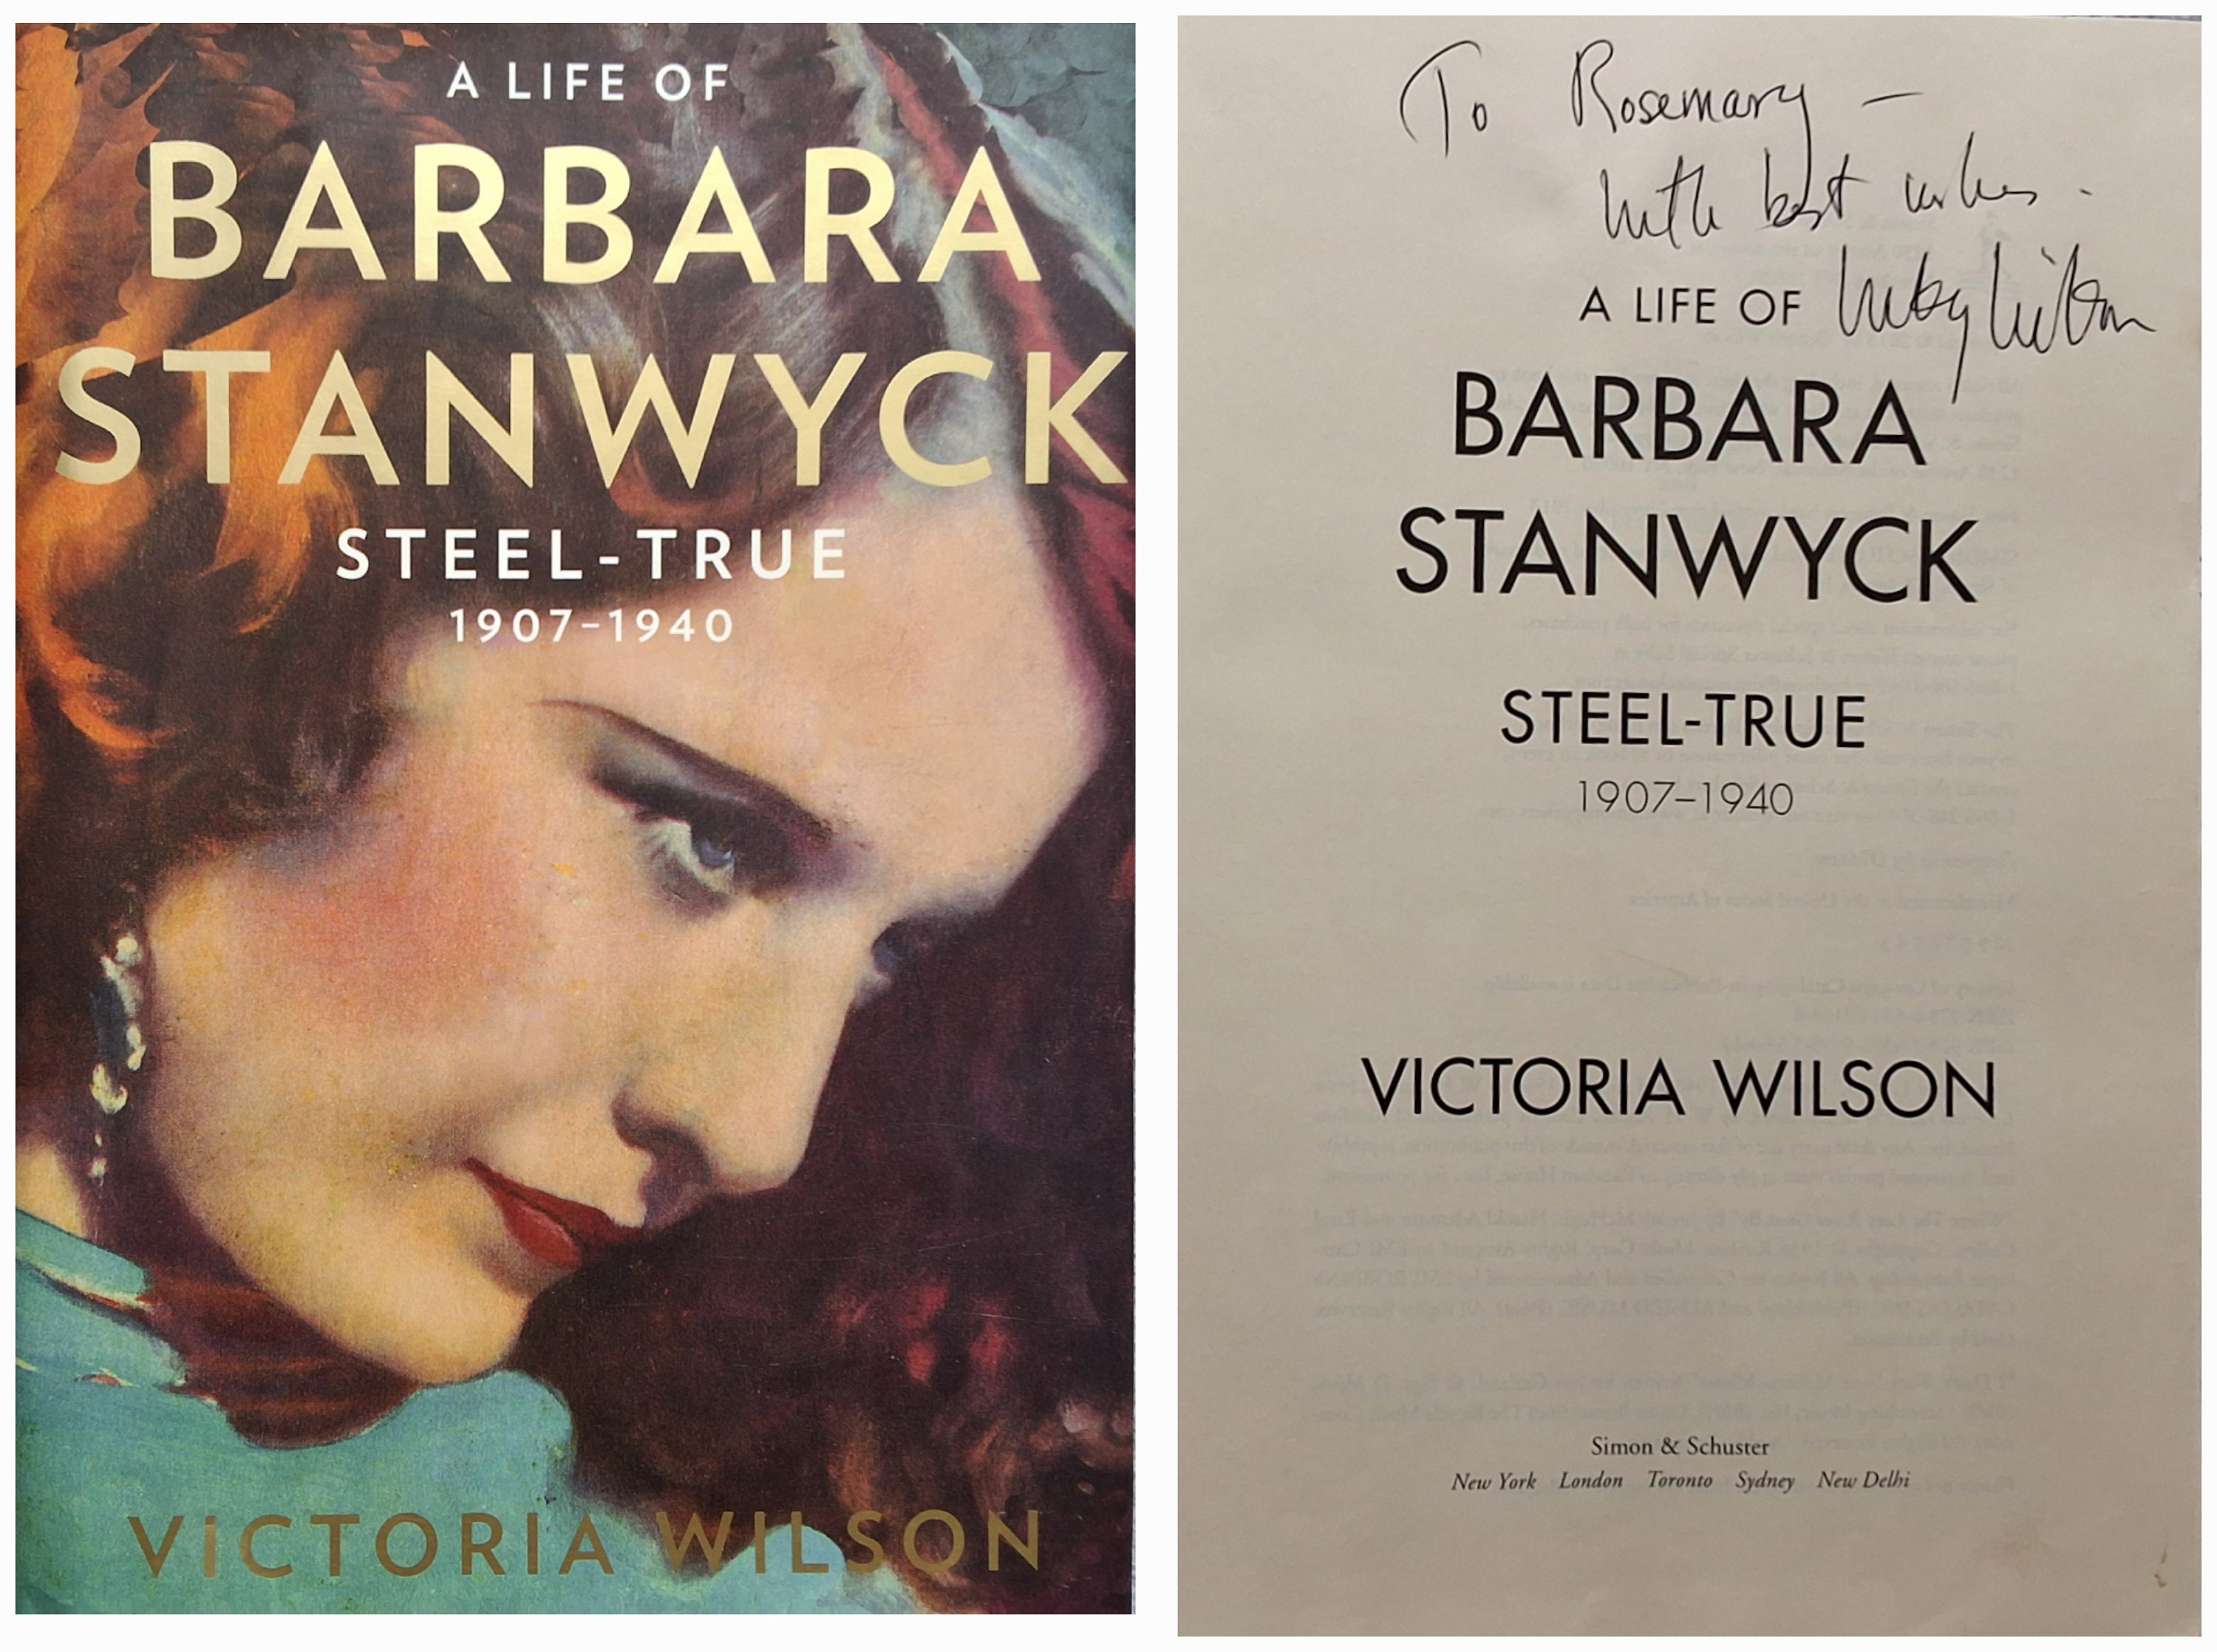 A LIFE OF
BARBARA
STANWYCK
STEEL-TRUE
1907-1940
VICTORIA WILSON
To Rosemary –
with best wishes.
A LIFE OF
BARBARA
STANWYCK
STEEL-TRUE
1907–1940
VICTORIA WILSON
Simon & Schuster
New York London Toronto Sydney New Delhi